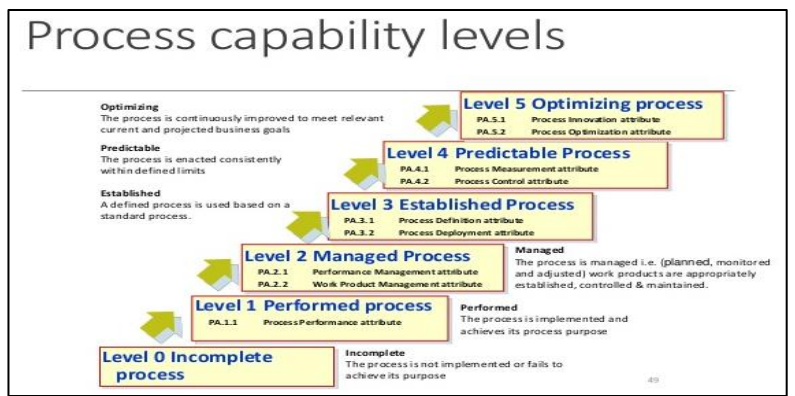 Process capability levels
Optimizing
The process is continuously improved to meet relevant
current and projected business goals
Level 5 Optimizing process
PA.5.1 Process Innovation attribute
PA.5.2 Process Optimization attribute
Predictable
The process is enacted consistently
within defined limits
Level 4 Predictable Process
PA.4.1 Process Measurement attribute
PA.4.2 Process Control attribute
Established
A defined process is used based on a
standard process.
Level 3 Established Process
PA.3.1 Process Definition attribute
PA.3.2 Process Deployment attribute
Level 2 Managed Process
PA.2.1 Performance Management attribute
PA.2.2 Work Product Management attribute
Managed
The process is managed i.e. (planned, monitored
and adjusted) work products are appropriately
established, controlled & maintained.
Level 1 Performed process
PA.1.1 Process Performance attribute
Performed
The process is implemented and
achieves its process purpose
Level 0 Incomplete
process
Incomplete
The process is not implemented or fails to
achieve its purpose
49